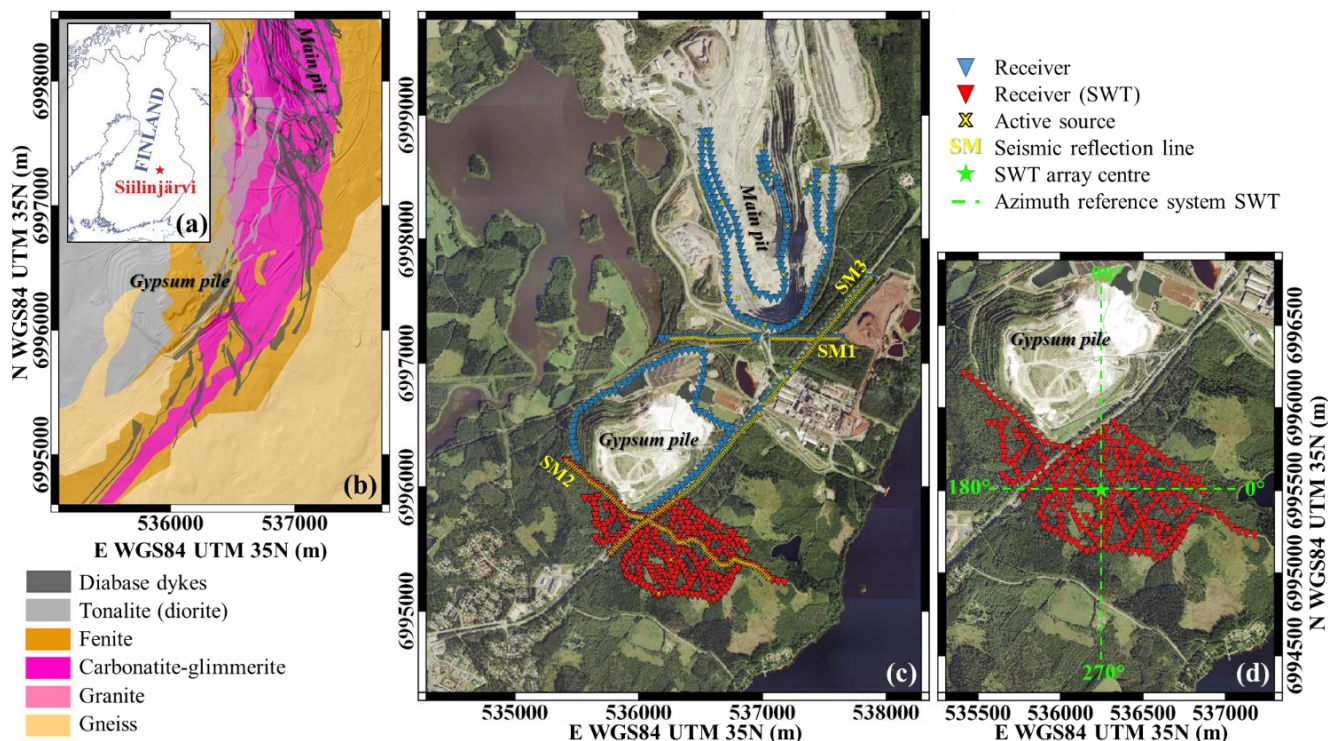 FINLAND
Siilinjärvi
(a)
Main pit
Gypsum pile
(b)
6998000
6997000
6996000
6995000
N WGS84 UTM 35N (m)
536000
537000
E WGS84 UTM 35N (m)
Diabase dykes
Tonalite (diorite)
Fenite
Carbonatite-glimmerite
Granite
Gneiss
6999000
6998000
6997000
6996000
6995000
N WGS84 UTM 35N (m)
Main pit
SM3
SM1
Gypsum pile
SM2
(c)
535000
536000
537000
538000
E WGS84 UTM 35N (m)
Receiver
Receiver (SWT)
Active source
SM Seismic reflection line
SWT array centre
Azimuth reference system SWT
90°
Gypsum pile
180°
0°
270°
(d)
6996500
6996000
6995500
6995000
6994500
N WGS84 UTM 35N (m)
535500
536000
536500
537000
E WGS84 UTM 35N (m)